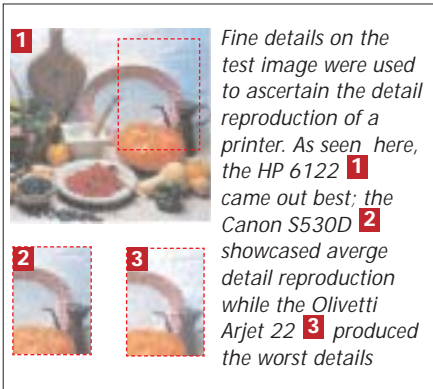 1
Fine details on the
test image were used
to ascertain the detail
reproduction of a
printer. As seen here,
the HP 6122 1
came out best; the
Canon S530D 2
showcased averge
detail reproduction
while the Olivetti
Arjet 22 3 produced
the worst details
2
3